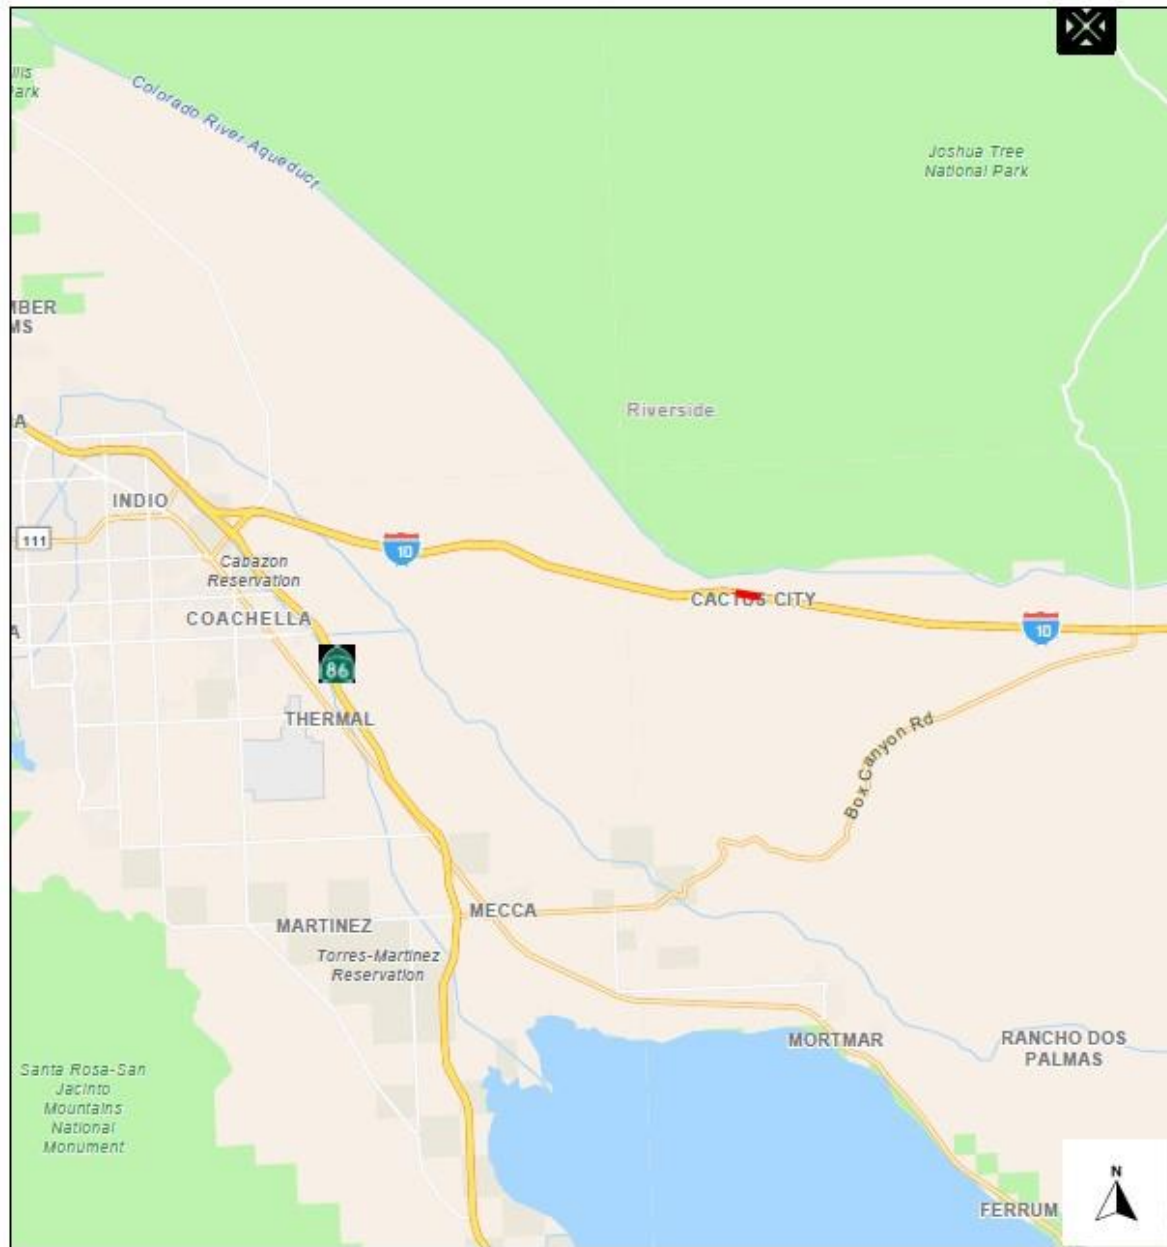 Colorado River Aqueduct
Joshua Tree
National Park
Riverside
INDIO
111
10
Cabazon
Reservation
CACTUS CITY
COACHELLA
10
86
THERMAL
Box Canyon Rd
MECCA
MARTINEZ
Torres-Martinez
Reservation
MORTMAR
RANCHO DOS
PALMAS
Santa Rosa-San
Jacinto
Mountains
National
Monument
N
FERRUM